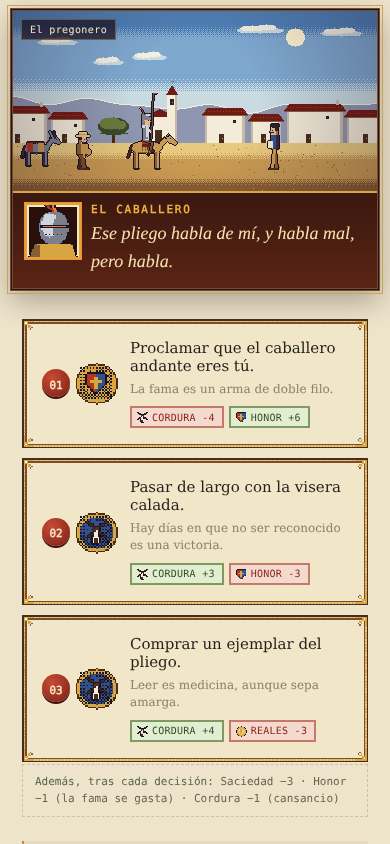 El pregonero
EL CABALLERO
Ese pliego habla de mí, y habla mal,
pero habla.
01
Proclamar que el caballero
andante eres tú.
La fama es un arma de doble filo.
CORDURA -4 HONOR +6
02
Pasar de largo con la visera
calada.
Hay días en que no ser reconocido
es una victoria.
CORDURA +3 HONOR -3
03
Comprar un ejemplar del
pliego.
Leer es medicina, aunque sepa
amarga.
CORDURA +4 REALES -3
Además, tras cada decisión: Saciedad −3 · Honor
−1 (la fama se gasta) · Cordura −1 (cansancio)